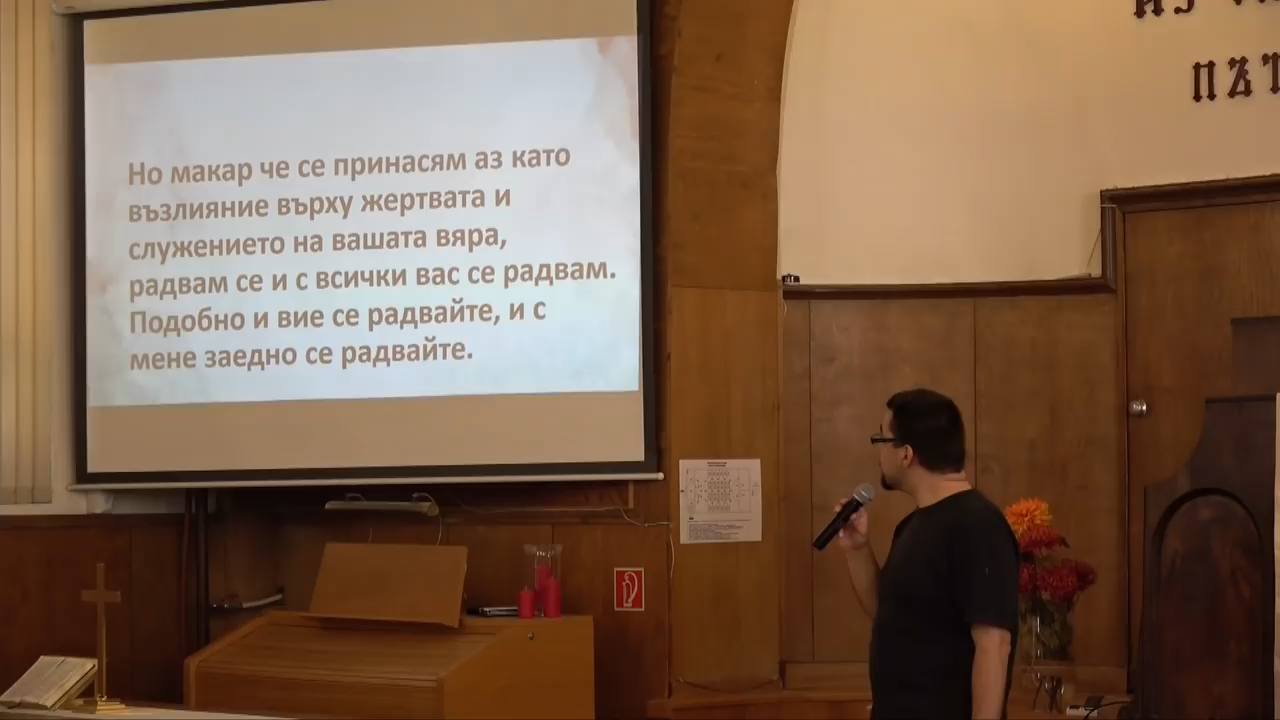 Но макар че се принасям аз като
възлияние върху жертвата и
служението на вашата вяра,
радвам се и с всички вас се радвам.
Подобно и вие се радвайте, и с
мене заедно се радвайте.